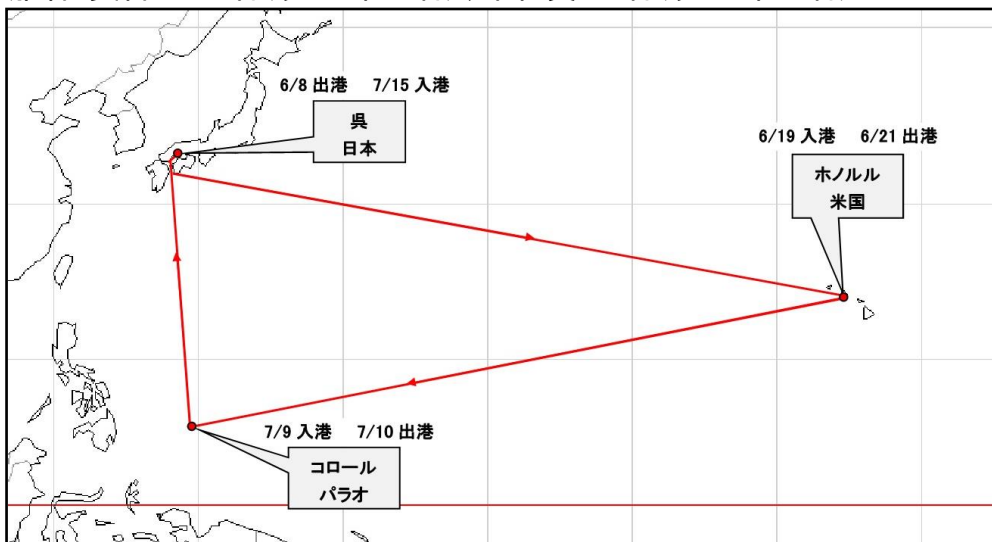 6/8 出港 7/15 入港
呉
日本
6/19 入港 6/21 出港
ホノルル
米国
7/9 入港 7/10 出港
コロール
パラオ